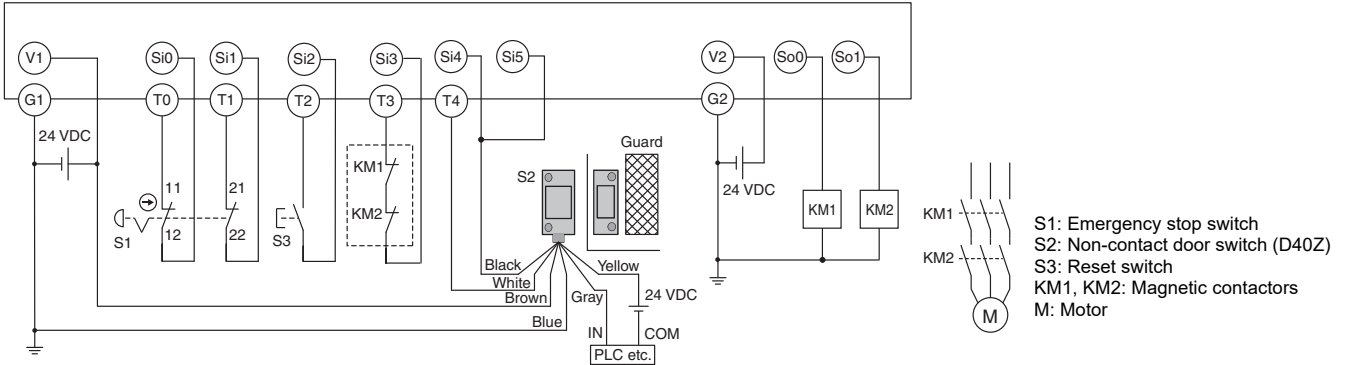 V1 Si0 Si1 Si2 Si3 Si4 Si5 V2 So0 So1
G1 T0 T1 T2 T3 T4 G2
24 VDC
11 21
12 22
S1
S3
KM1
KM2
S2
Guard
24 VDC
KM1 KM2
Black
White
Brown
Blue
Gray
Yellow
24 VDC
IN COM
PLC etc.
KM1
KM2
M
S1: Emergency stop switch
S2: Non-contact door switch (D40Z)
S3: Reset switch
KM1, KM2: Magnetic contactors
M: Motor